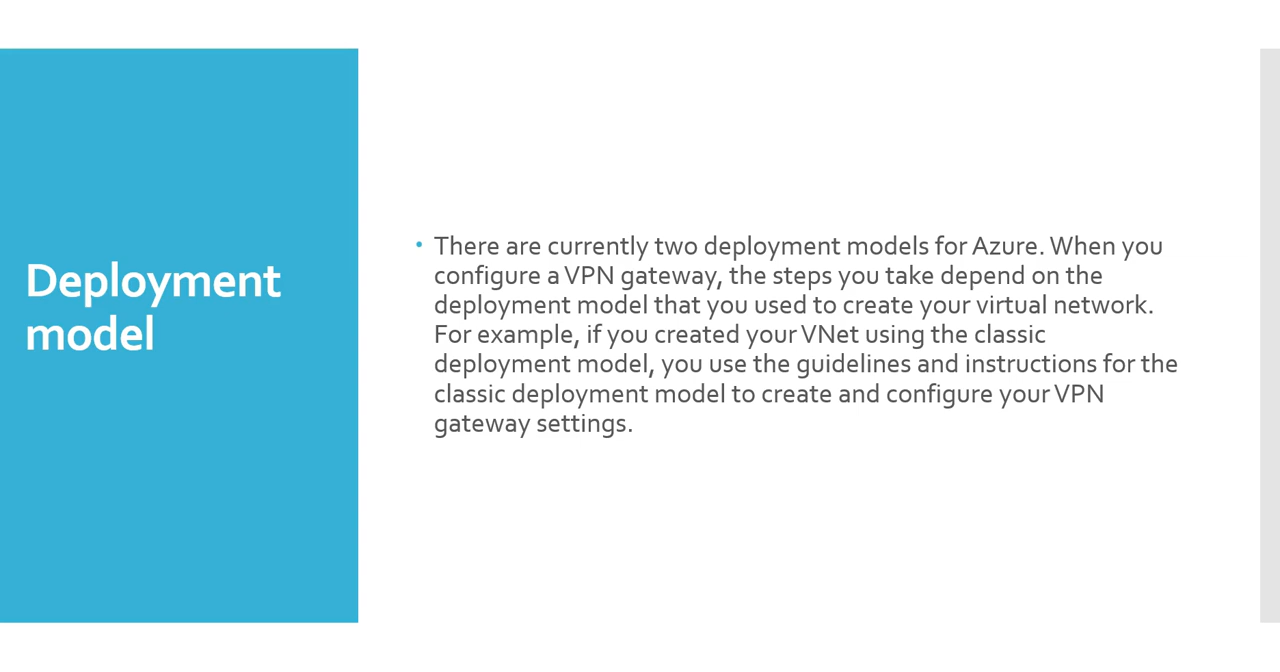 Deployment
model
• There are currently two deployment models for Azure. When you
configure a VPN gateway, the steps you take depend on the
deployment model that you used to create your virtual network.
For example, if you created your VNet using the classic
deployment model, you use the guidelines and instructions for the
classic deployment model to create and configure your VPN
gateway settings.